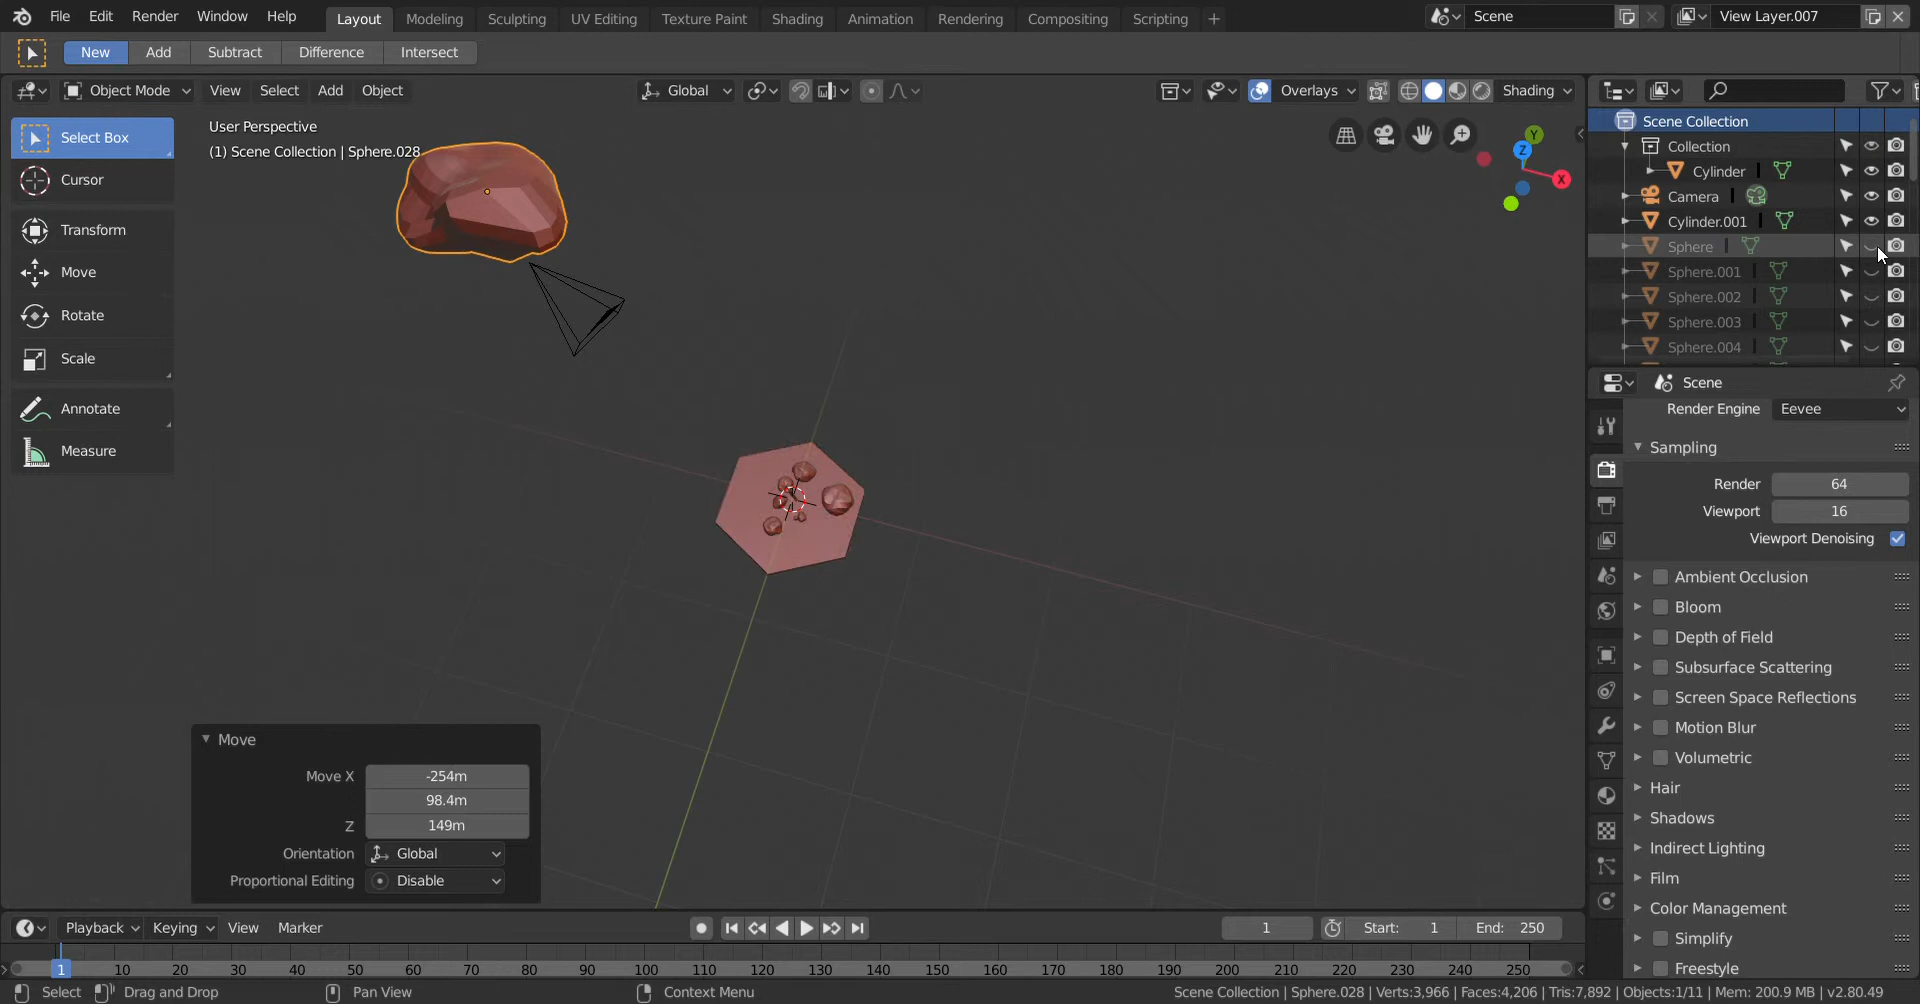 File Edit Render Window Help Layout Modeling Sculpting UV Editing Texture Paint Shading Animation Rendering Compositing Scripting + Scene View Layer.007
New Add Subtract Difference Intersect
Object Mode View Select Add Object Global Overlays Shading
Select Box
Cursor
Transform
Move
Rotate
Scale
Annotate
Measure
User Perspective
(1) Scene Collection | Sphere.028
Y
Z
X
Scene Collection
Collection
Cylinder
Camera
Cylinder.001
Sphere
Sphere.001
Sphere.002
Sphere.003
Sphere.004
Scene
Render Engine Eevee
Sampling
Render 64
Viewport 16
Viewport Denoising
Ambient Occlusion
Bloom
Depth of Field
Subsurface Scattering
Screen Space Reflections
Motion Blur
Volumetric
Hair
Shadows
Indirect Lighting
Film
Color Management
Simplify
Freestyle
Move
Move X -254m
98.4m
Z 149m
Orientation Global
Proportional Editing Disable
Playback Keying View Marker 1 Start: 1 End: 250
1 10 20 30 40 50 60 70 80 90 100 110 120 130 140 150 160 170 180 190 200 210 220 230 240 250
Select Drag and Drop Pan View Context Menu Scene Collection | Sphere.028 | Verts:3,966 | Faces:4,206 | Tris:7,892 | Objects:1/11 | Mem: 200.9 MB | v2.80.49